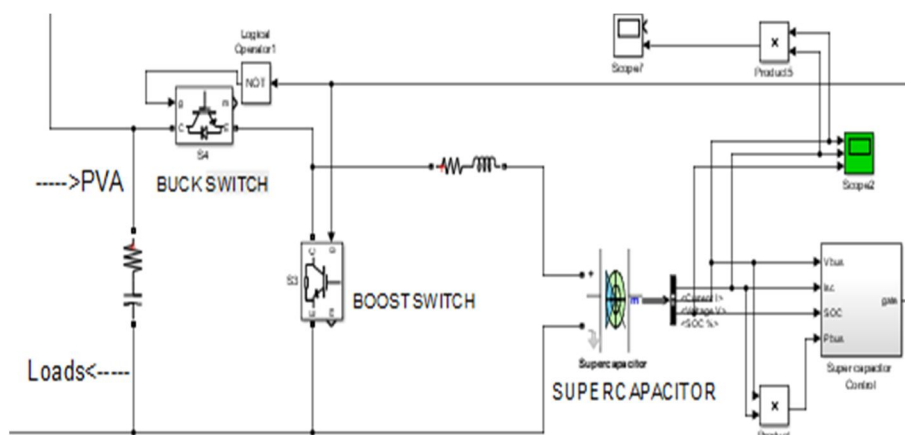 Logical
Operator1
NOT
g
m
C
E
S4
BUCK SWITCH
----->PVA
Loads<-----
C
g
S3
E
m
BOOST SWITCH
+
-
m
Supercapacitor
SUPERCAPACITOR
<Current I>
<Voltage V>
<SOC %>
Scope7
x
Product5
Scope2
Vbus
Isc
SOC
Pbus
gate
Supercapacitor
Control
x